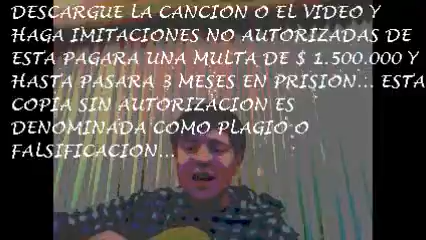 DESCARGUE LA CANCION O EL VIDEO Y
HAGA IMITACIONES NO AUTORIZADAS DE
ESTA PAGARA UNA MULTA DE $ 1.500.000 Y
HASTA PASARA 3 MESES EN PRISION... ESTA
COPIA SIN AUTORIZACION ES
DENOMINADA COMO PLAGIO O
FALSIFICACION...